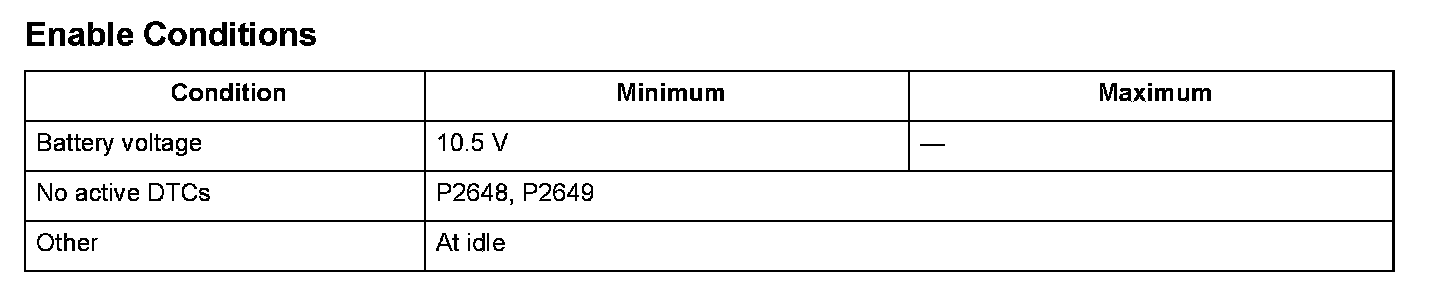 Enable Conditions
Condition Minimum Maximum
Battery voltage 10.5 V —
No active DTCs P2648, P2649
Other At idle